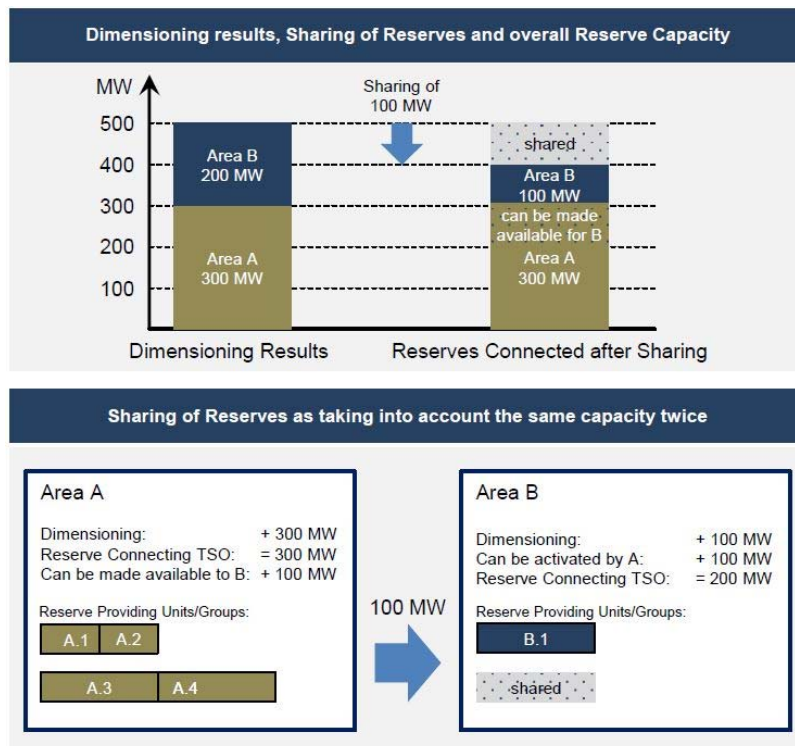 Dimensioning results, Sharing of Reserves and overall Reserve Capacity
MW
500
400
300
200
100
Area B
200 MW
Area A
300 MW
Sharing of
100 MW
shared
Area B
100 MW
can be made
available for B
Area A
300 MW
Dimensioning Results
Reserves Connected after Sharing
Sharing of Reserves as taking into account the same capacity twice
Area A
Dimensioning: + 300 MW
Reserve Connecting TSO: = 300 MW
Can be made available to B: + 100 MW
Reserve Providing Units/Groups:
A.1 A.2
A.3 A.4
100 MW
Area B
Dimensioning: + 100 MW
Can be activated by A: + 100 MW
Reserve Connecting TSO: = 200 MW
Reserve Providing Units/Groups:
B.1
shared